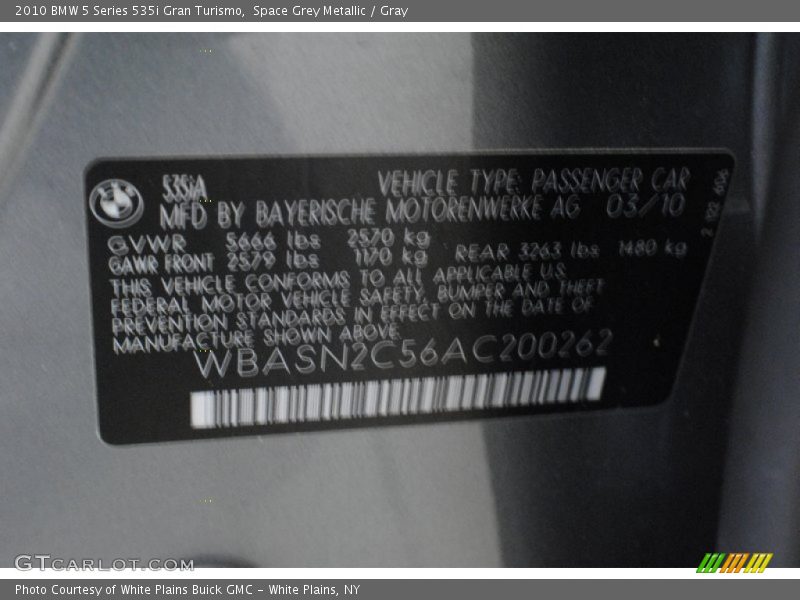 2010 BMW 5 Series 535i Gran Turismo,  Space Grey Metallic / Gray
535iA
VEHICLE TYPE: PASSENGER CAR
MFD BY BAYERISCHE MOTORENWERKE AG 03/10
GVWR 5666 lbs 2570 kg
GAWR FRONT 2579 lbs 1170 kg REAR 3263 lbs 1480 kg
THIS VEHICLE CONFORMS TO ALL APPLICABLE U.S.
FEDERAL MOTOR VEHICLE SAFETY, BUMPER AND THEFT
PREVENTION STANDARDS IN EFFECT ON THE DATE OF
MANUFACTURE SHOWN ABOVE.
WBASN2C56AC200262
GTCARLOT.COM
Photo Courtesy of White Plains Buick GMC – White Plains, NY